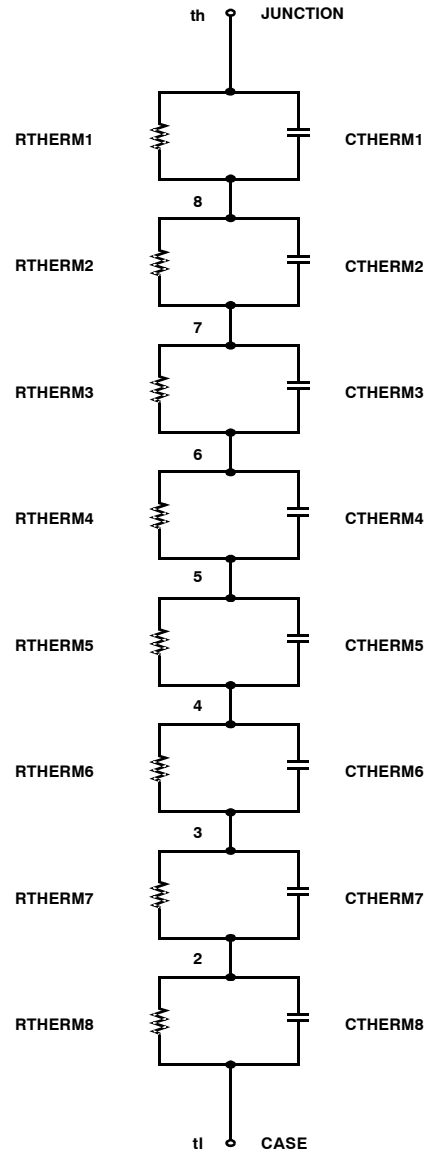 th JUNCTION
RTHERM1 CTHERM1
8
RTHERM2 CTHERM2
7
RTHERM3 CTHERM3
6
RTHERM4 CTHERM4
5
RTHERM5 CTHERM5
4
RTHERM6 CTHERM6
3
RTHERM7 CTHERM7
2
RTHERM8 CTHERM8
tl CASE